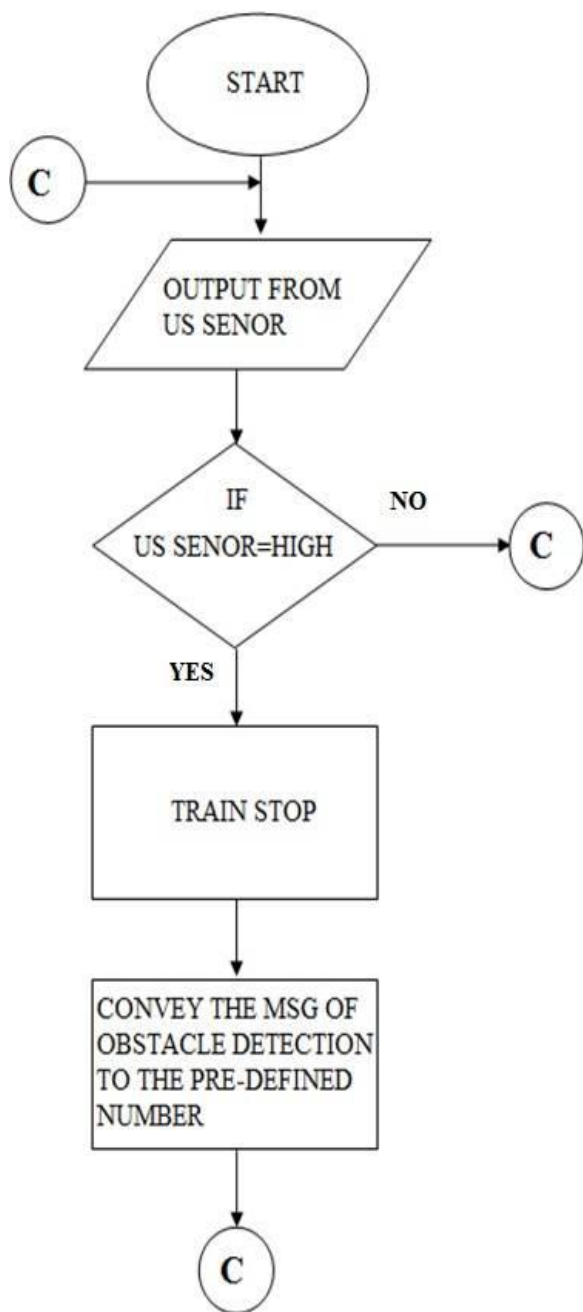 START
C
OUTPUT FROM
US SENOR
IF
US SENOR=HIGH
NO
C
YES
TRAIN STOP
CONVEY THE MSG OF
OBSTACLE DETECTION
TO THE PRE-DEFINED
NUMBER
C